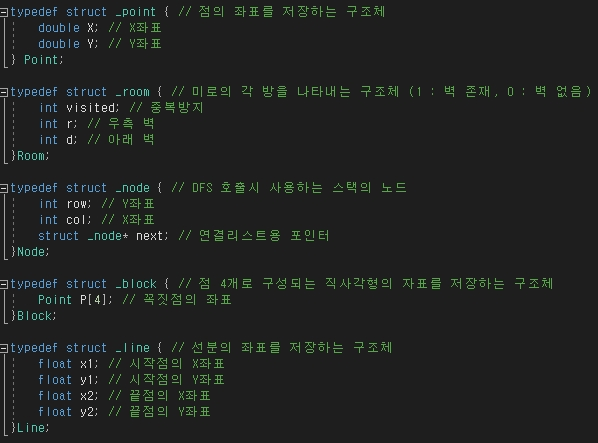 typedef struct _point { // 점의 좌표를 저장하는 구조체
double X; // X좌표
double Y; // Y좌표
} Point;
typedef struct _room { // 미로의 각 방을 나타내는 구조체 (1 : 벽 존재, 0 : 벽 없음)
int visited; // 중복방지
int r; // 우측 벽
int d; // 아래 벽
}Room;
typedef struct _node { // DFS 호출시 사용하는 스택의 노드
int row; // Y좌표
int col; // X좌표
struct _node* next; // 연결리스트용 포인터
}Node;
typedef struct _block { // 점 4개로 구성되는 직사각형의 좌표를 저장하는 구조체
Point P[4]; // 꼭짓점의 좌표
}Block;
typedef struct _line { // 선분의 좌표를 저장하는 구조체
float x1; // 시작점의 X좌표
float y1; // 시작점의 Y좌표
float x2; // 끝점의 X좌표
float y2; // 끝점의 Y좌표
}Line;